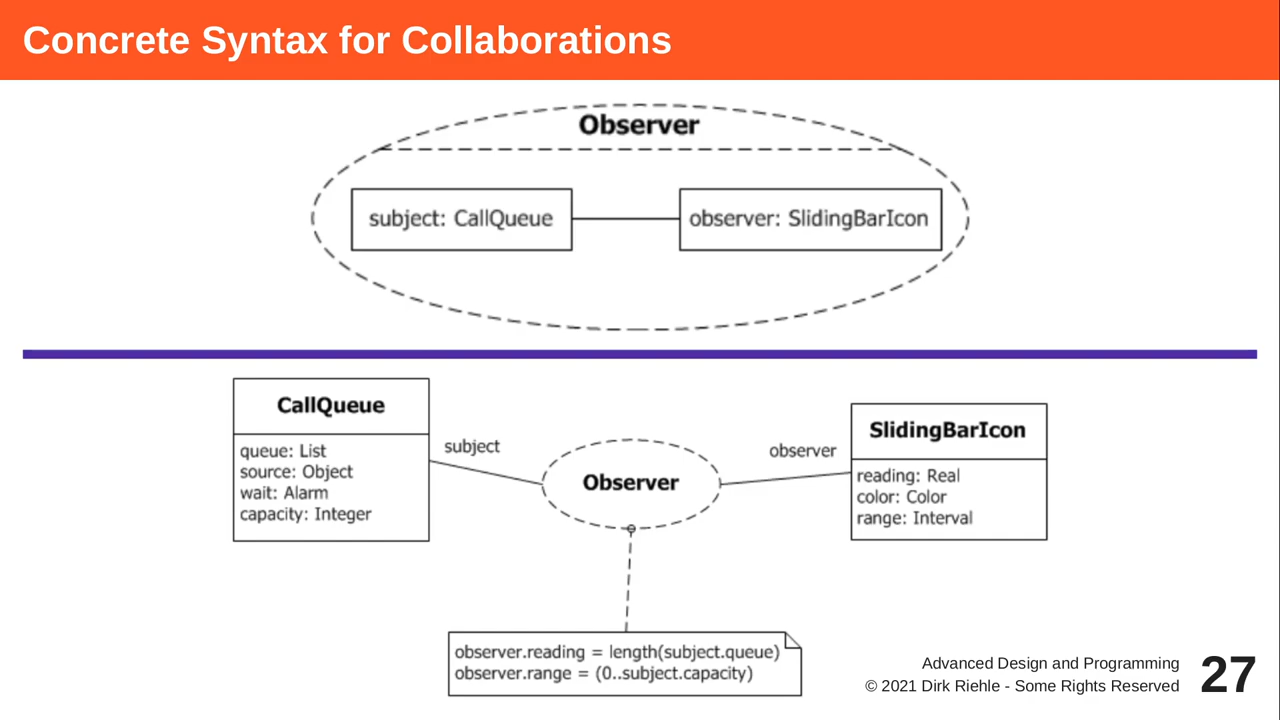 Concrete Syntax for Collaborations
Observer
subject: CallQueue
observer: SlidingBarIcon
CallQueue
queue: List
source: Object
wait: Alarm
capacity: Integer
subject
Observer
observer
SlidingBarIcon
reading: Real
color: Color
range: Interval
observer.reading = length(subject.queue)
observer.range = (0..subject.capacity)
Advanced Design and Programming
© 2021 Dirk Riehle - Some Rights Reserved
27